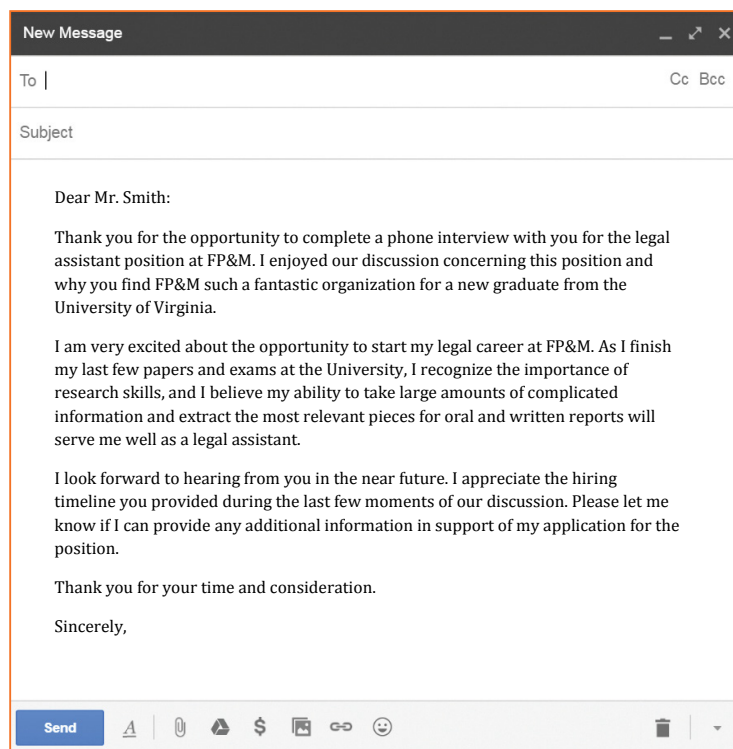 New Message
To
Cc Bcc
Subject
Dear Mr. Smith:
Thank you for the opportunity to complete a phone interview with you for the legal
assistant position at FP&M. I enjoyed our discussion concerning this position and
why you find FP&M such a fantastic organization for a new graduate from the
University of Virginia.
I am very excited about the opportunity to start my legal career at FP&M. As I finish
my last few papers and exams at the University, I recognize the importance of
research skills, and I believe my ability to take large amounts of complicated
information and extract the most relevant pieces for oral and written reports will
serve me well as a legal assistant.
I look forward to hearing from you in the near future. I appreciate the hiring
timeline you provided during the last few moments of our discussion. Please let me
know if I can provide any additional information in support of my application for the
position.
Thank you for your time and consideration.
Sincerely,
Send A $